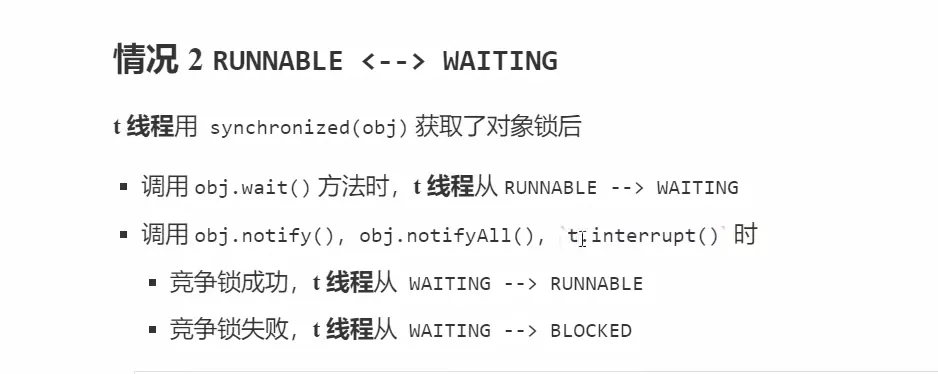 情况 2 RUNNABLE <--> WAITING
t 线程用 synchronized(obj) 获取了对象锁后
▪ 调用 obj.wait() 方法时，t 线程从 RUNNABLE --> WAITING
▪ 调用 obj.notify()，obj.notifyAll()，`t.interrupt()` 时
▪ 竞争锁成功，t 线程从 WAITING --> RUNNABLE
▪ 竞争锁失败，t 线程从 WAITING --> BLOCKED